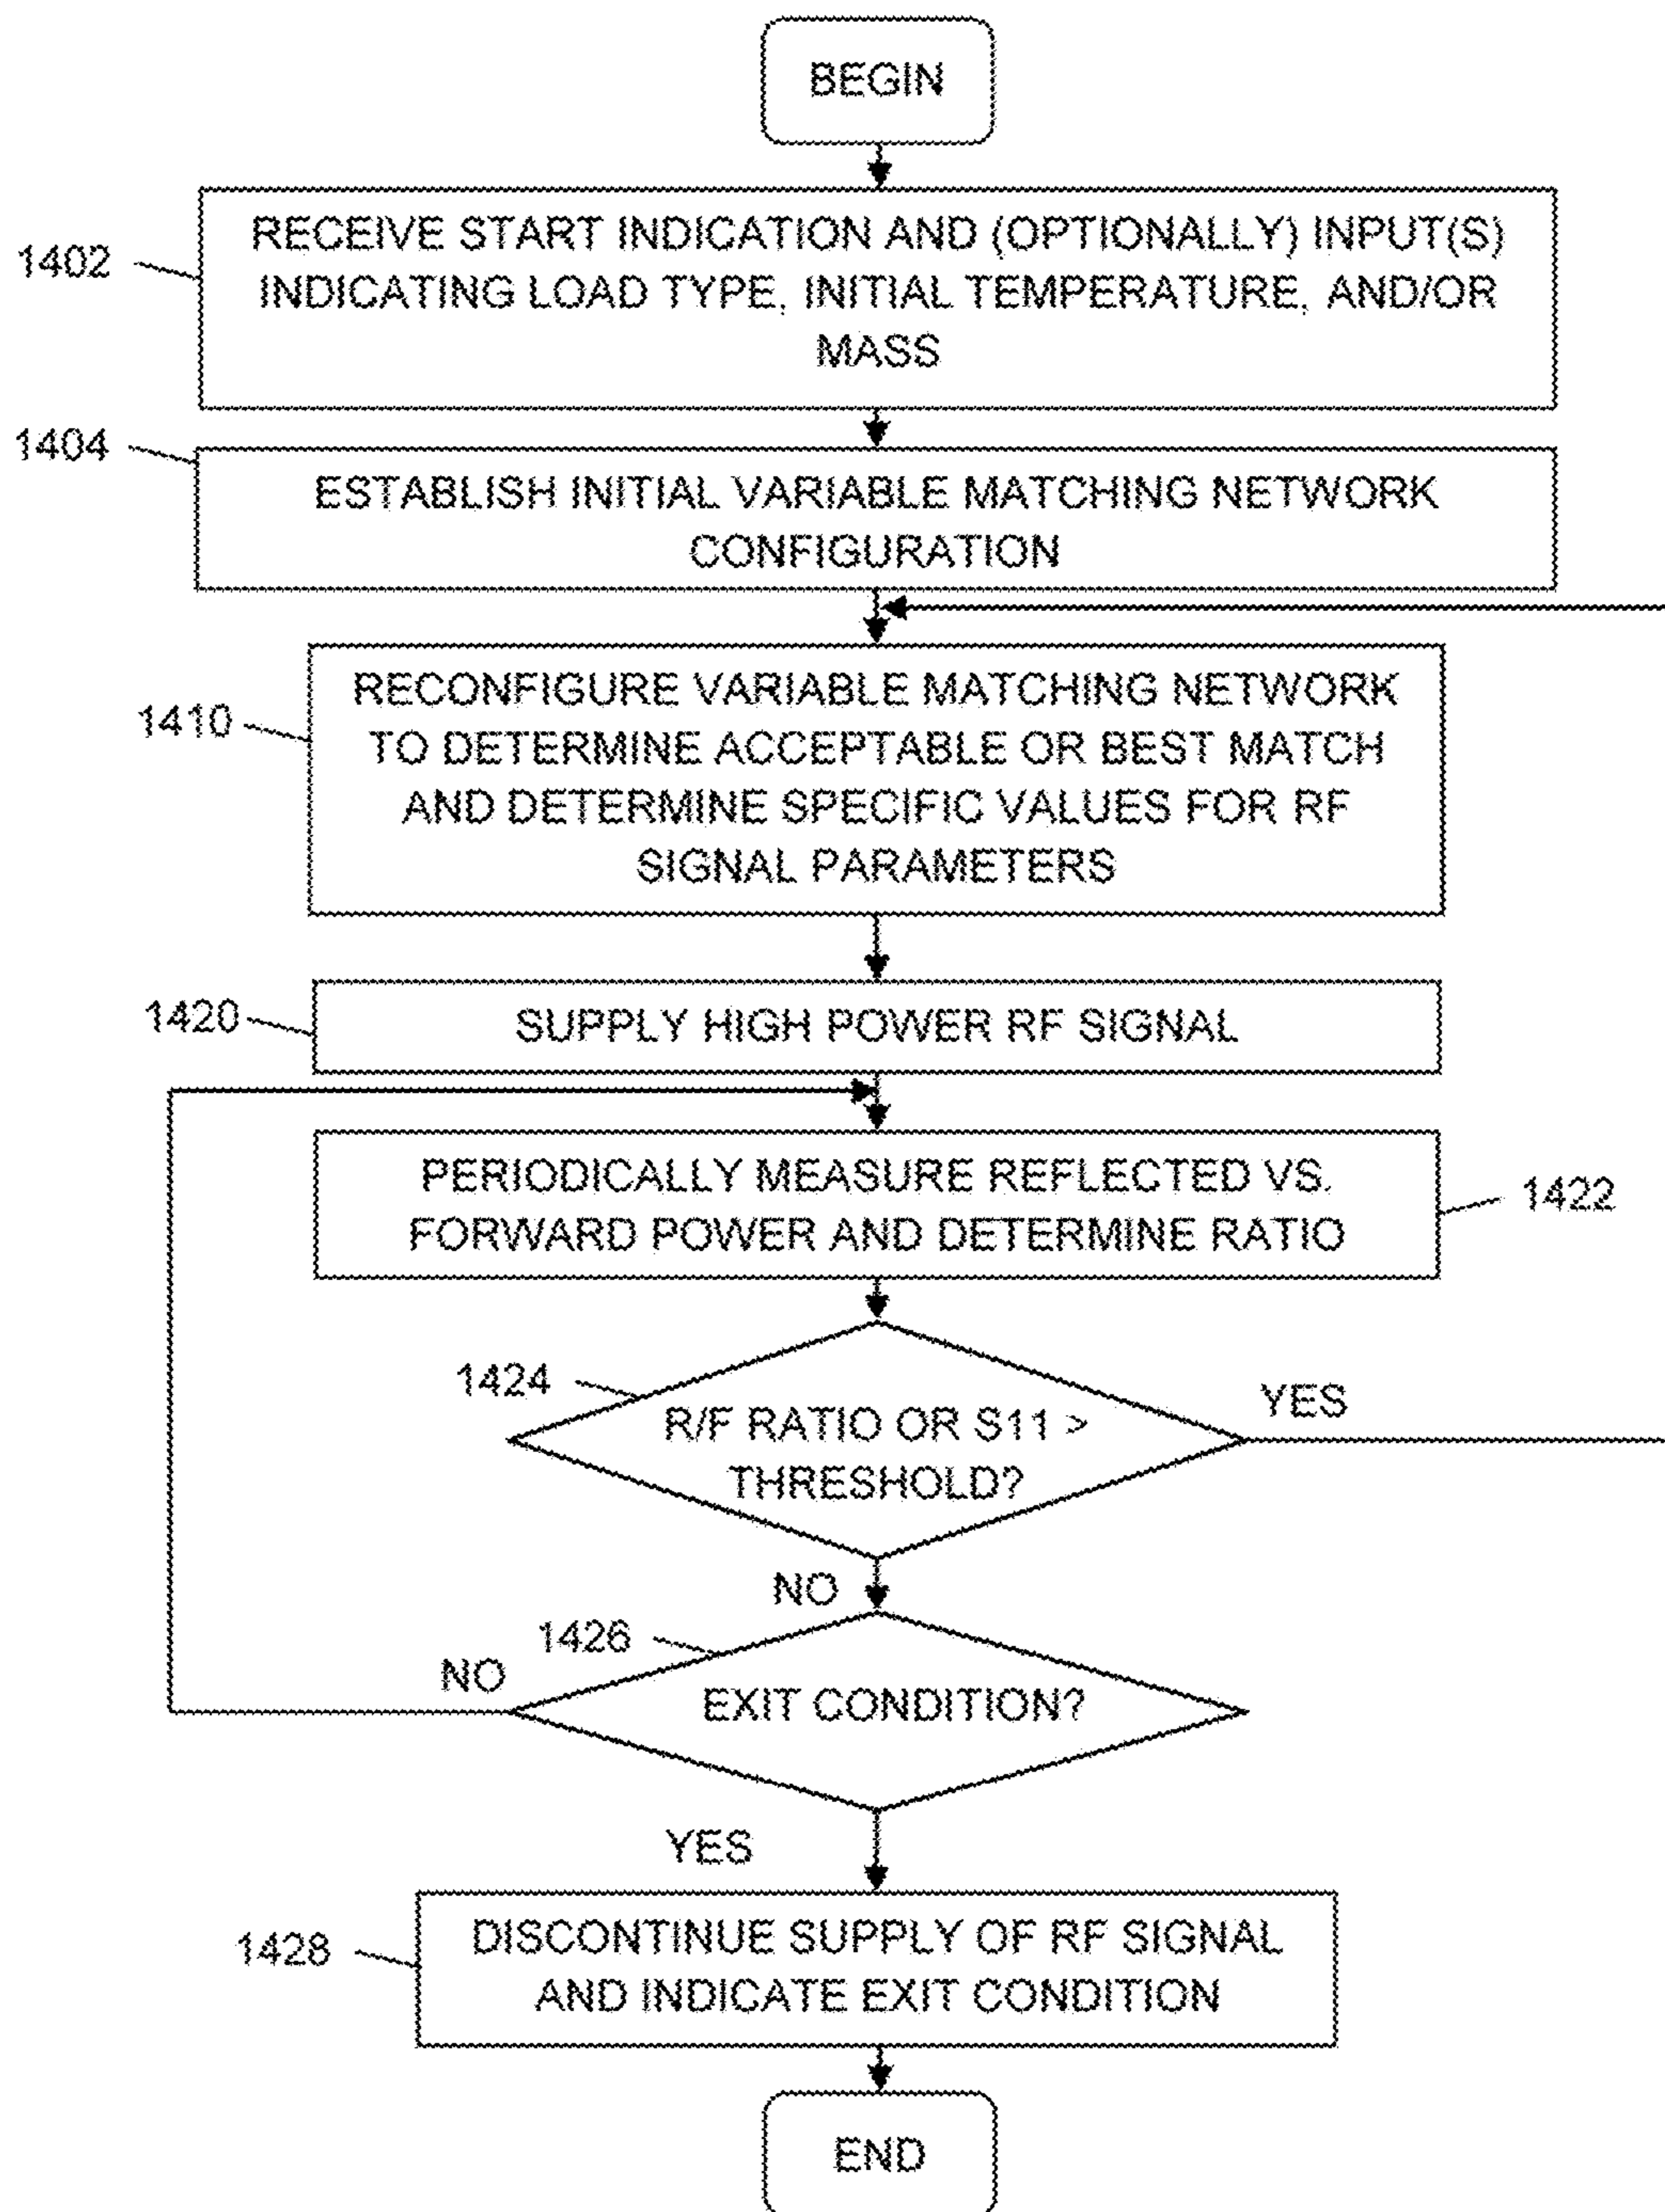 BEGIN
1402
RECEIVE START INDICATION AND (OPTIONALLY) INPUT(S)
INDICATING LOAD TYPE, INITIAL TEMPERATURE, AND/OR
MASS
1404
ESTABLISH INITIAL VARIABLE MATCHING NETWORK
CONFIGURATION
1410
RECONFIGURE VARIABLE MATCHING NETWORK
TO DETERMINE ACCEPTABLE OR BEST MATCH
AND DETERMINE SPECIFIC VALUES FOR RF
SIGNAL PARAMETERS
1420
SUPPLY HIGH POWER RF SIGNAL
PERIODICALLY MEASURE REFLECTED VS.
FORWARD POWER AND DETERMINE RATIO
1422
1424
R/F RATIO OR S11 >
THRESHOLD?
YES
NO
1426
EXIT CONDITION?
NO
YES
1428
DISCONTINUE SUPPLY OF RF SIGNAL
AND INDICATE EXIT CONDITION
END